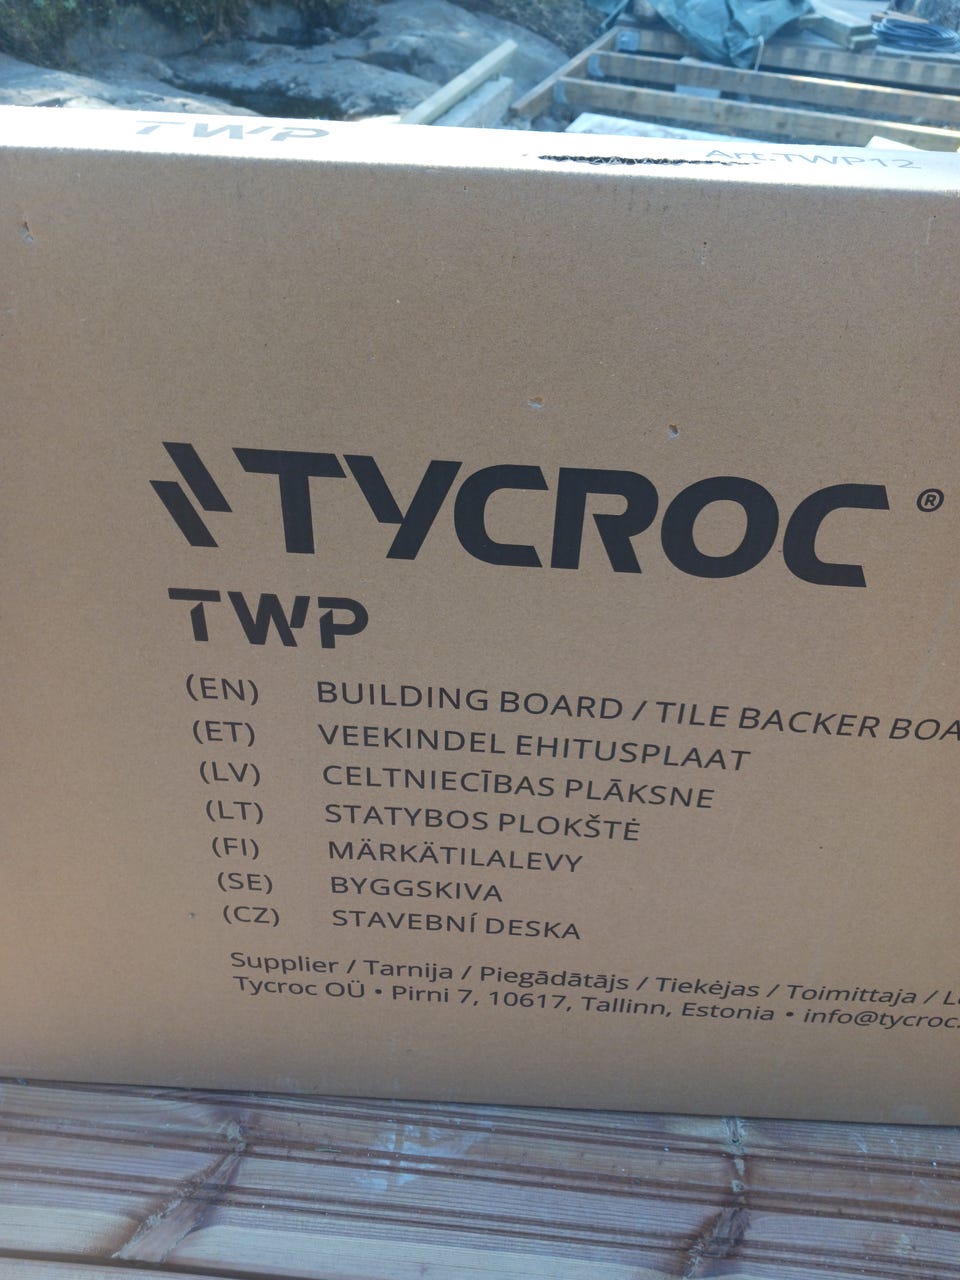 TWP
Art.TWP12
TYCROC®
TWP
(EN) BUILDING BOARD / TILE BACKER
(ET) VEEKINDEL EHITUSPLAAT
(LV) CELTNIECĪBAS PLĀKSNE
(LT) STATYBOS PLOKŠTĖ
(FI) MÄRKÄTILALEVY
(SE) BYGGSKIVA
(CZ) STAVEBNÍ DESKA
Supplier / Tarnija / Piegādātājs / Tiekėjas / Toimittaja /
Tycroc OÜ • Pirni 7, 10617, Tallinn, Estonia • info@tycroc.